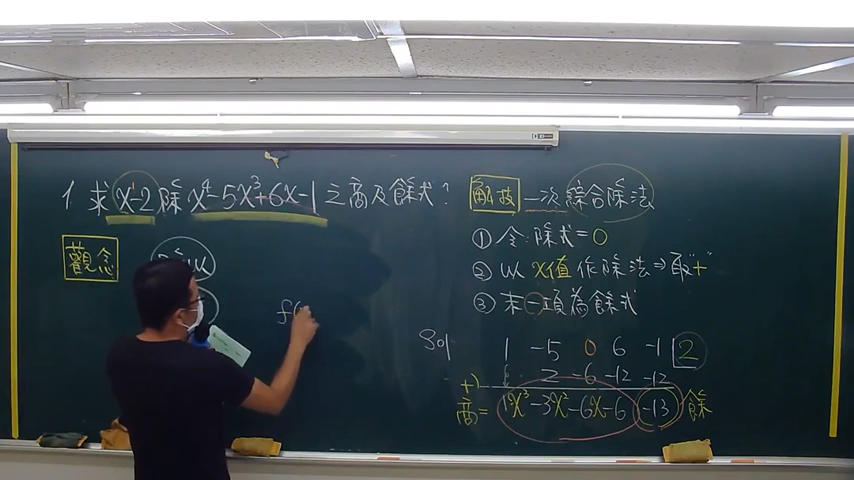 1. 求 x-2 除 x⁴-5x³+6x-1 之商及餘式?
觀念
f(
解技 一次綜合除法
① 令:除式=0
② 以 x值 作除法⇒取"+"
③ 末一項為餘式
Sol 1 -5 0 6 -1 2
+) 2 -6 -12 -12
商= 1x³-3x²-6x-6 -13 餘